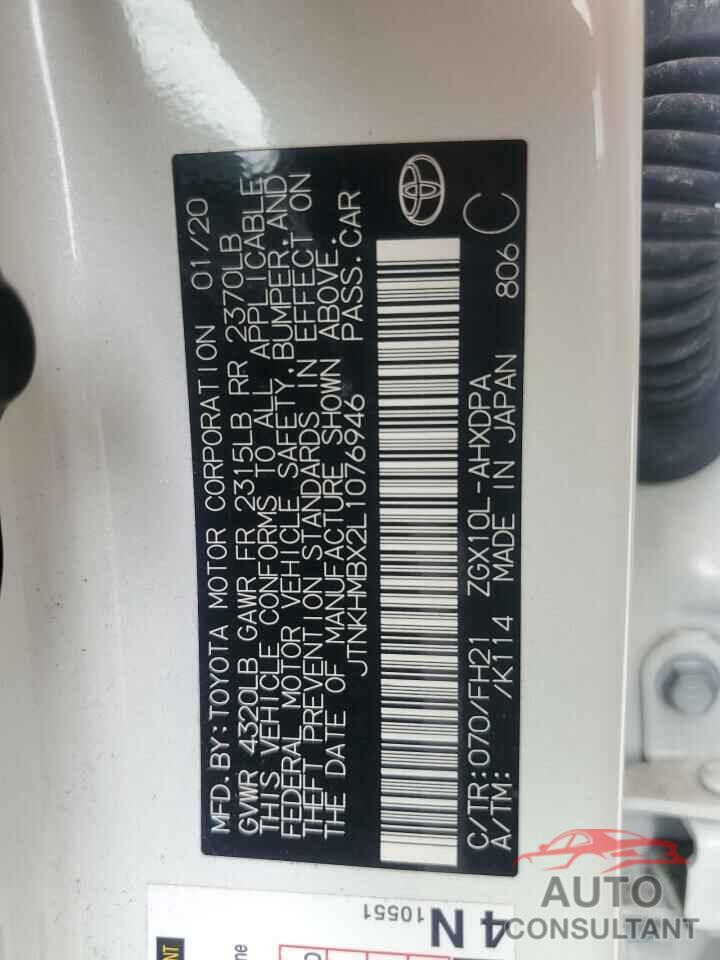 MFD.BY:TOYOTA MOTOR CORPORATION 01/20
GVWR 4320LB GAWR FR 2315LB RR 2370LB
THIS VEHICLE CONFORMS TO ALL APPLICABLE
FEDERAL MOTOR VEHICLE SAFETY,BUMPER,AND
THEFT PREVENTION STANDARDS IN EFFECT ON
THE DATE OF MANUFACTURE SHOWN ABOVE.
JTNKHMBX2L1076946 PASS.CAR
C/TR:070/FH21 ZGX10L-AHXDPA
A/TM: /K114 MADE IN JAPAN 806 C
4 N
10551
AUTO
CONSULTANT